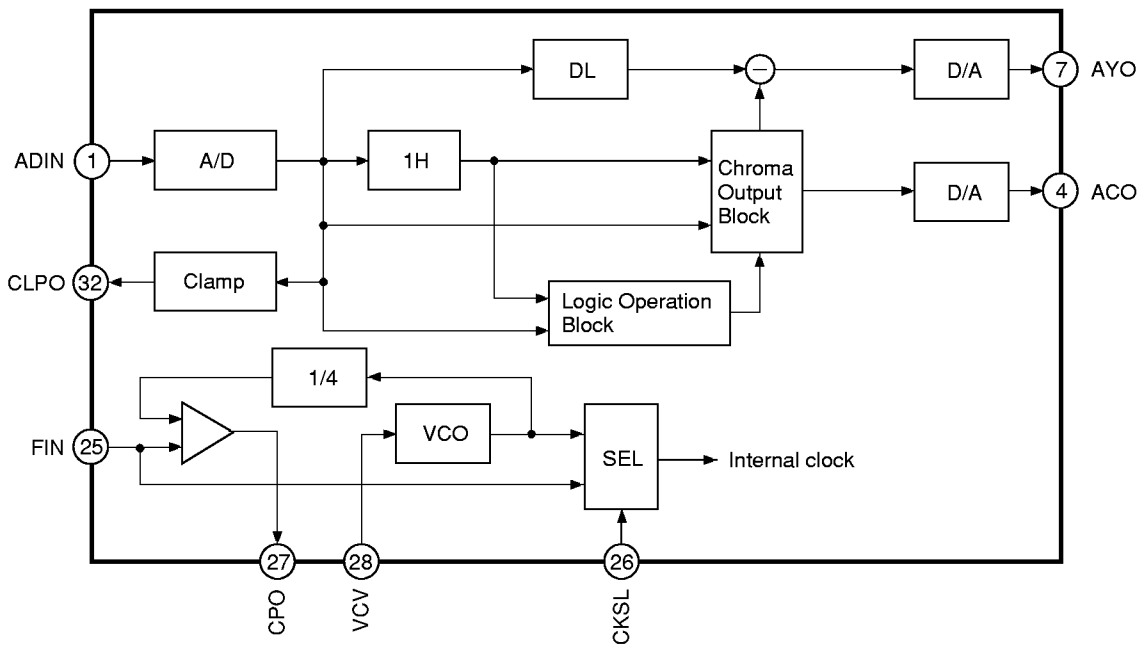 DL
−
D/A
7
AYO
ADIN
1
A/D
1H
Chroma
Output
Block
D/A
4
ACO
CLPO
32
Clamp
Logic Operation
Block
1/4
FIN
25
VCO
SEL
Internal clock
27
28
26
CPO
VCV
CKSL